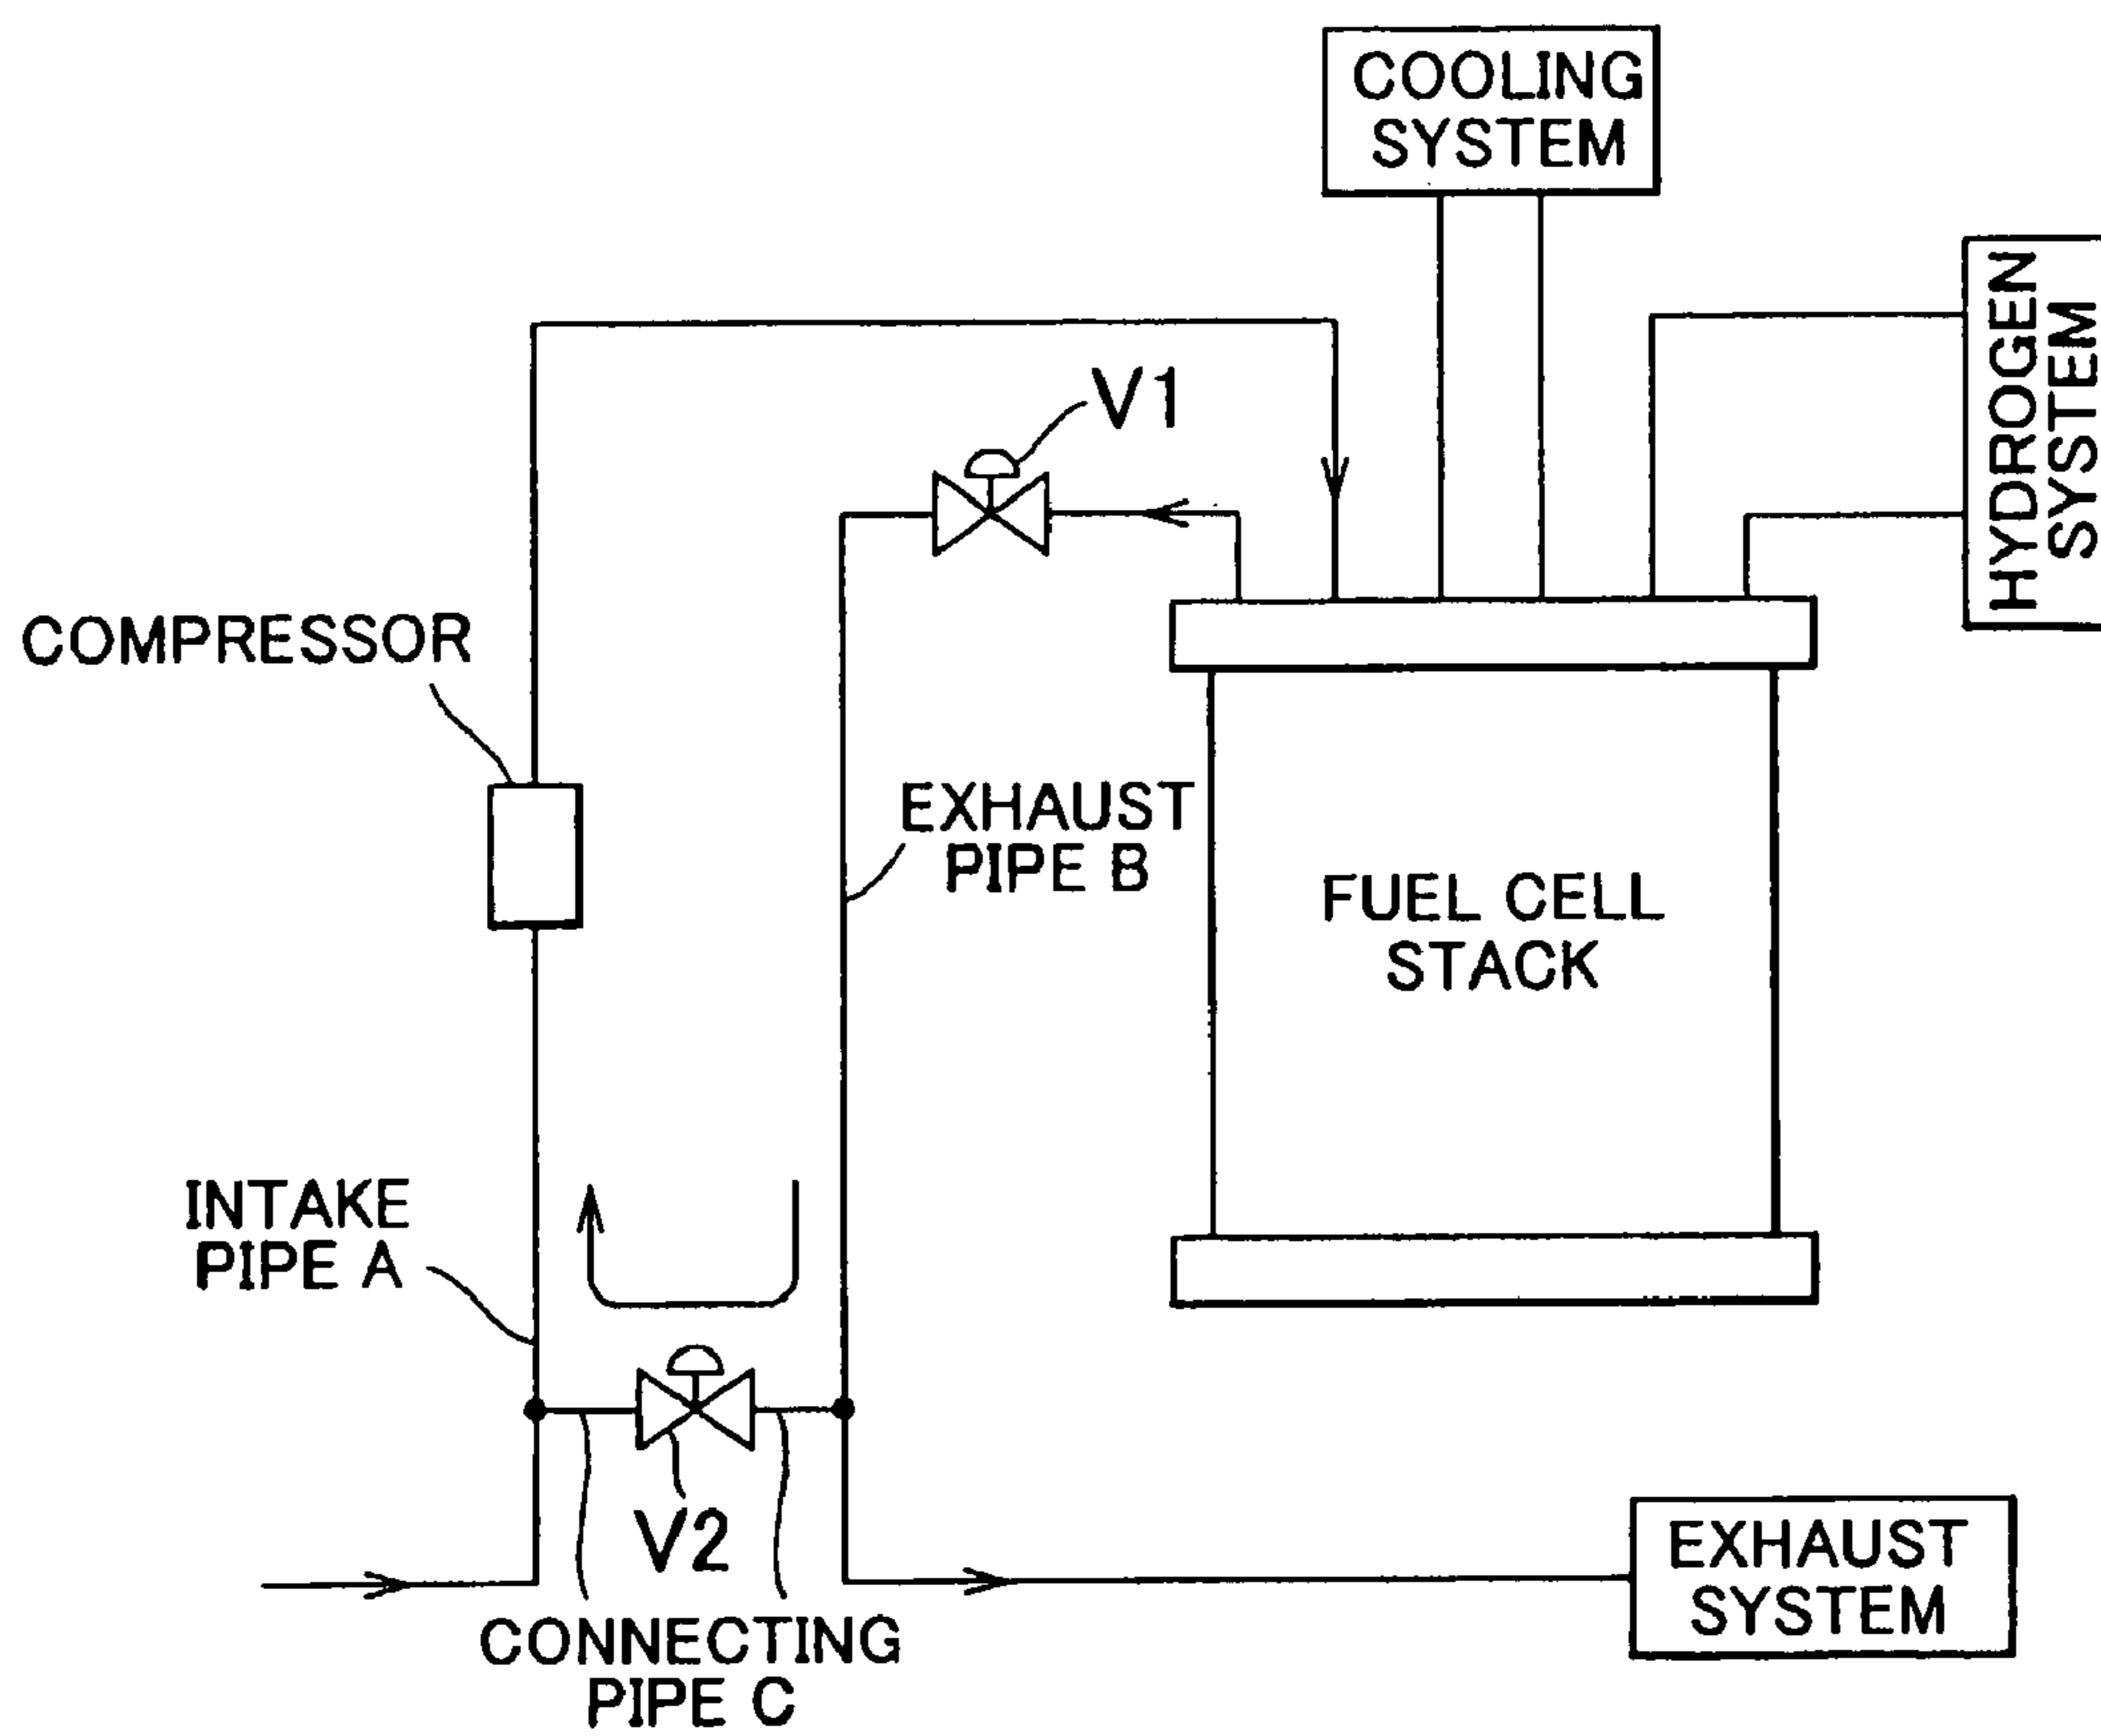 COOLING
SYSTEM
HYDROGEN
SYSTEM
V1
COMPRESSOR
EXHAUST
PIPE B
FUEL CELL
STACK
INTAKE
PIPE A
V2
EXHAUST
SYSTEM
CONNECTING
PIPE C